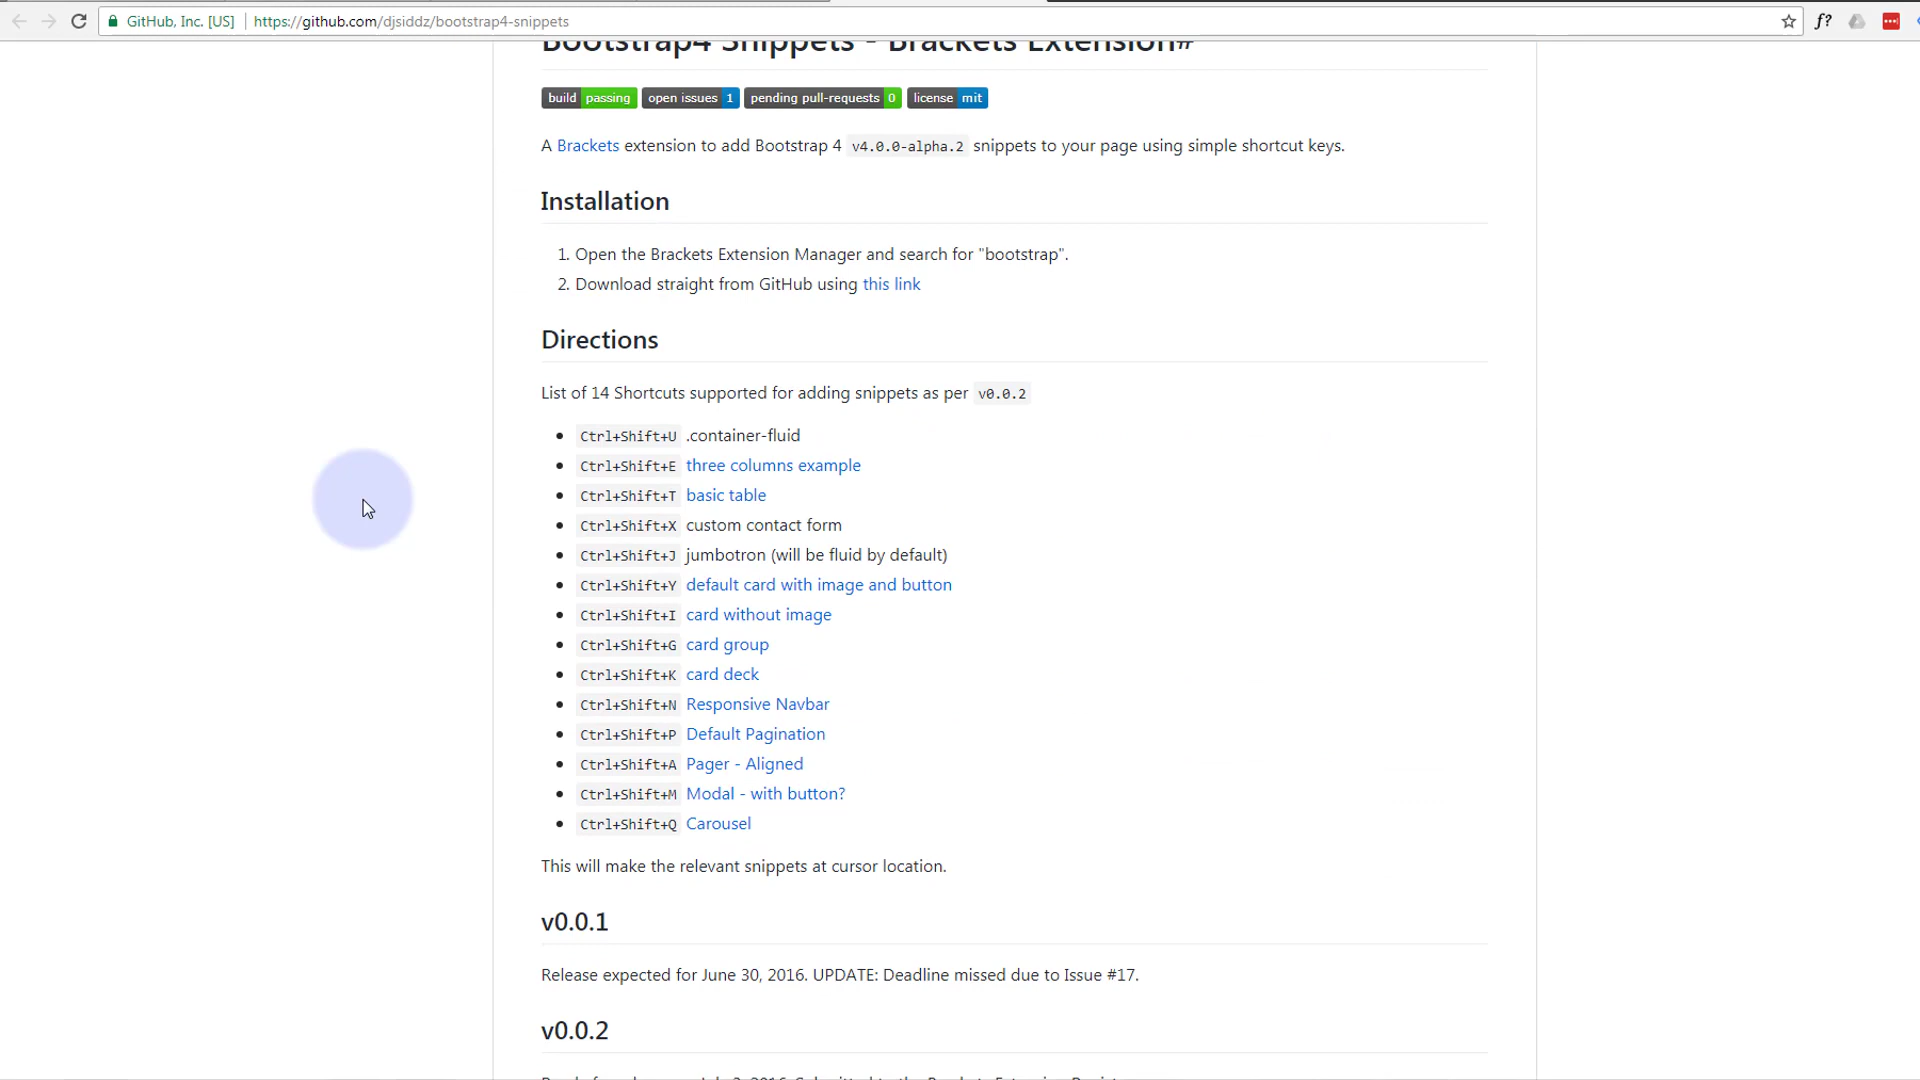 GitHub, Inc. [US] https://github.com/djsiddz/bootstrap4-snippets
f?
Bootstrap4 Snippets - Brackets Extension#
build passing open issues 1 pending pull-requests 0 license mit
A Brackets extension to add Bootstrap 4 v4.0.0-alpha.2 snippets to your page using simple shortcut keys.
Installation
1. Open the Brackets Extension Manager and search for "bootstrap".
2. Download straight from GitHub using this link
Directions
List of 14 Shortcuts supported for adding snippets as per v0.0.2
Ctrl+Shift+U .container-fluid
Ctrl+Shift+E three columns example
Ctrl+Shift+T basic table
Ctrl+Shift+X custom contact form
Ctrl+Shift+J jumbotron (will be fluid by default)
Ctrl+Shift+Y default card with image and button
Ctrl+Shift+I card without image
Ctrl+Shift+G card group
Ctrl+Shift+K card deck
Ctrl+Shift+N Responsive Navbar
Ctrl+Shift+P Default Pagination
Ctrl+Shift+A Pager - Aligned
Ctrl+Shift+M Modal - with button?
Ctrl+Shift+Q Carousel
This will make the relevant snippets at cursor location.
v0.0.1
Release expected for June 30, 2016. UPDATE: Deadline missed due to Issue #17.
v0.0.2